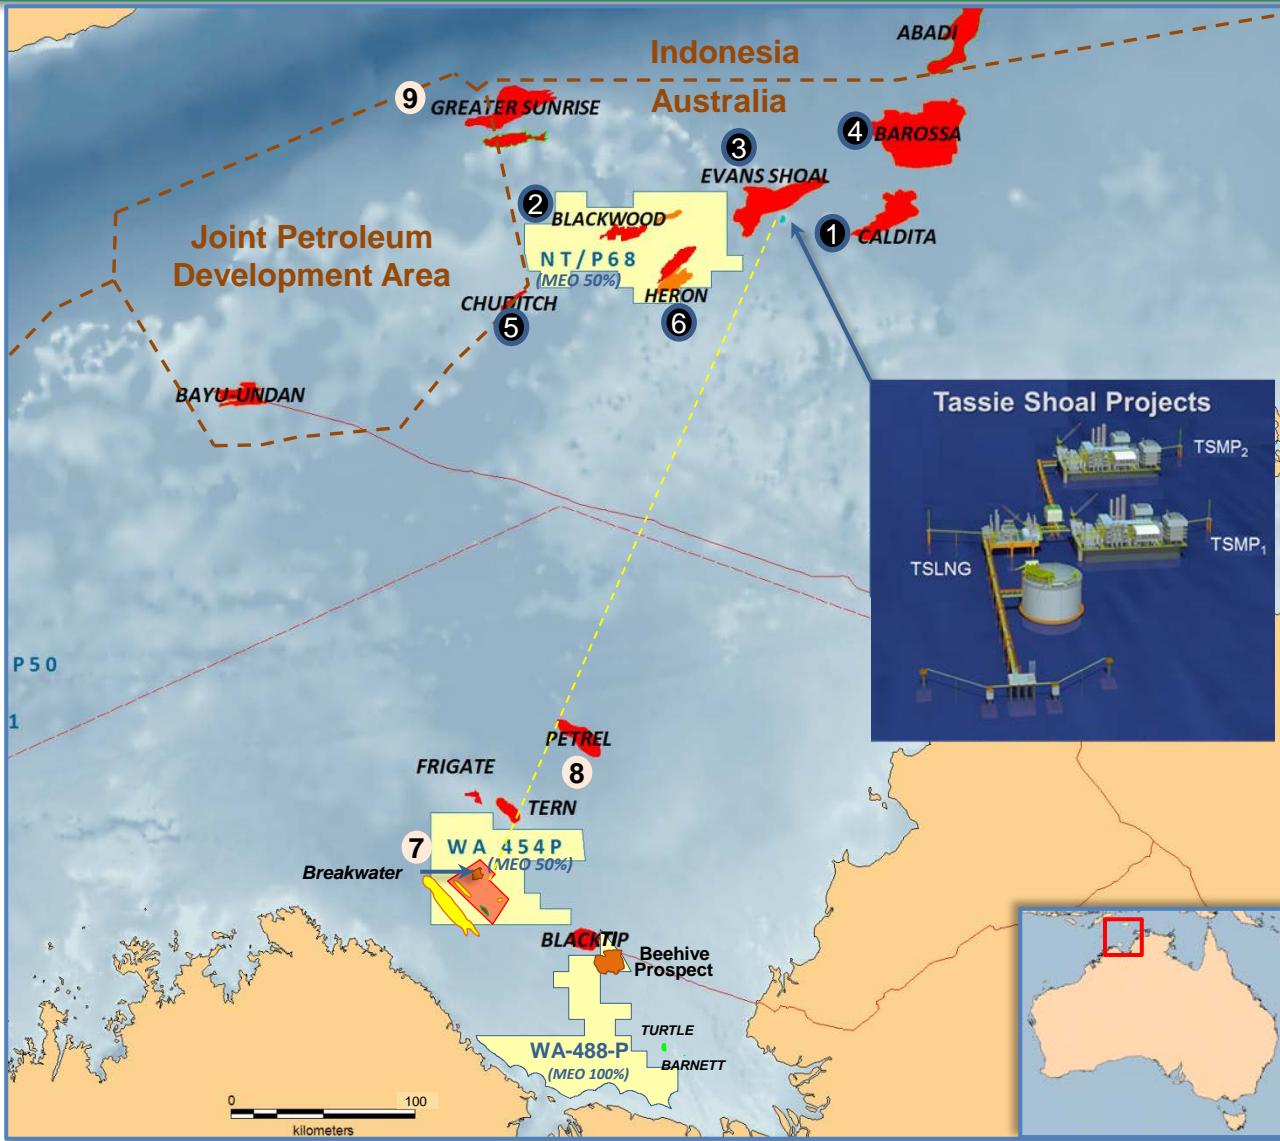 ABADI
Indonesia
Australia
9
GREATER SUNRISE
4
BAROSSA
3
EVANS SHOAL
2
BLACKWOOD
1
CALDITA
Joint Petroleum
Development Area
NT/P68
(MEO 50%)
HERON
CHUDITCH
5
6
BAYU-UNDAN
Tassie Shoal Projects
TSMP2
TSMP1
TSLNG
P50
1
PETREL
8
FRIGATE
TERN
7
WA 454P
(MEO 50%)
Breakwater
BLACKTIP
Beehive
Prospect
TURTLE
WA-488-P
BARNETT
(MEO 100%)
0
100
kilometers